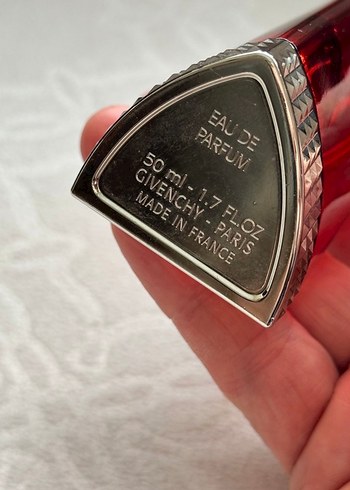 EAU DE
PARFUM
50 ml - 1.7 FL.OZ
GIVENCHY - PARIS
MADE IN FRANCE